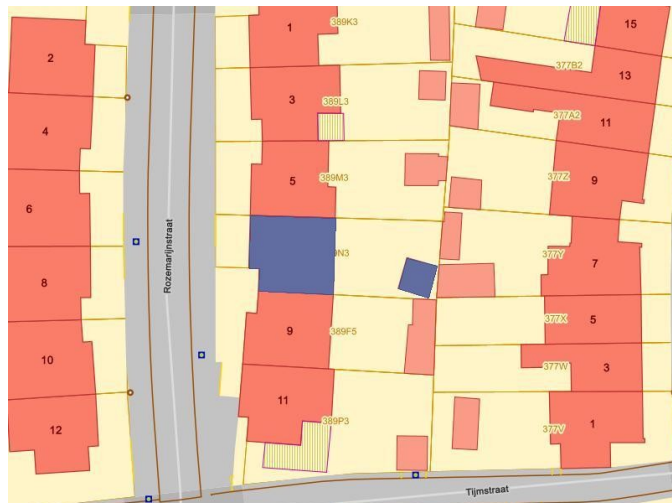 2
4
6
8
10
12
Rozemarijnstraat
1
389K3
3
389L3
5
389M3
N3
9
389F5
11
389P3
15
377B2
13
377A2
11
377Z
9
377Y
7
377X
5
377W
3
377V
1
Tijmstraat